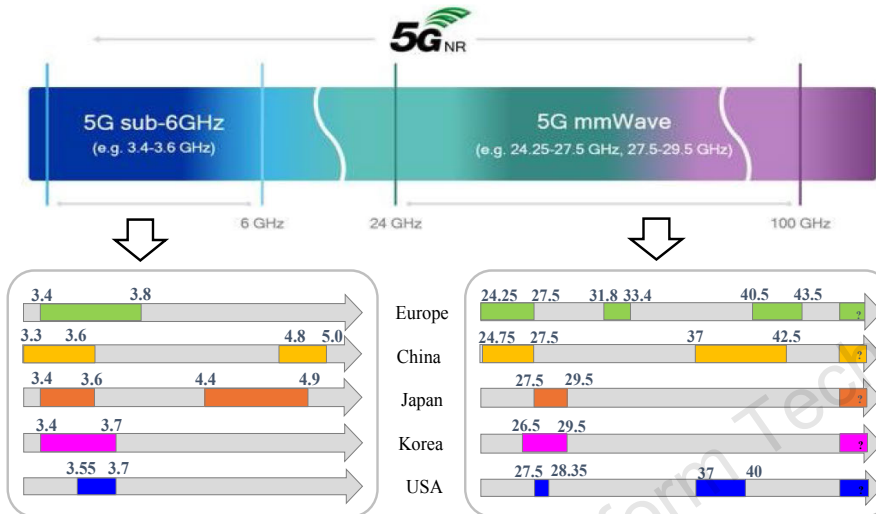 5G NR
5G sub-6GHz
(e.g. 3.4-3.6 GHz)
5G mmWave
(e.g. 24.25-27.5 GHz, 27.5-29.5 GHz)
6 GHz
24 GHz
100 GHz
3.4 3.8
Europe
24.25 27.5 31.8 33.4 40.5 43.5
?
3.3 3.6 4.8 5.0
China
24.75 27.5 37 42.5
?
3.4 3.6 4.4 4.9
Japan
27.5 29.5
?
3.4 3.7
Korea
26.5 29.5
?
3.55 3.7
USA
27.5 28.35 37 40
form Tech